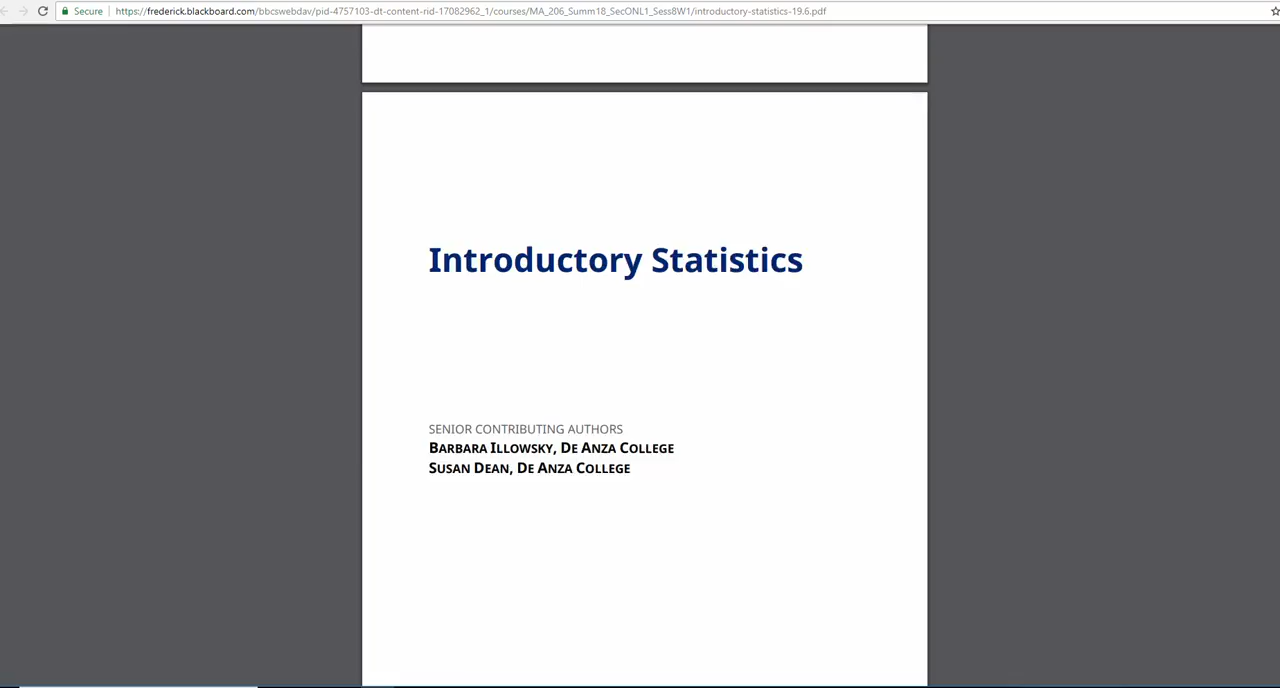 Secure
https://frederick.blackboard.com/bbcswebdav/pid-4757103-dt-content-rid-17082962_1/courses/MA_206_Summ18_SecONL1_Sess8W1/introductory-statistics-19.6.pdf
Introductory Statistics
SENIOR CONTRIBUTING AUTHORS
BARBARA ILLOWSKY, DE ANZA COLLEGE
SUSAN DEAN, DE ANZA COLLEGE